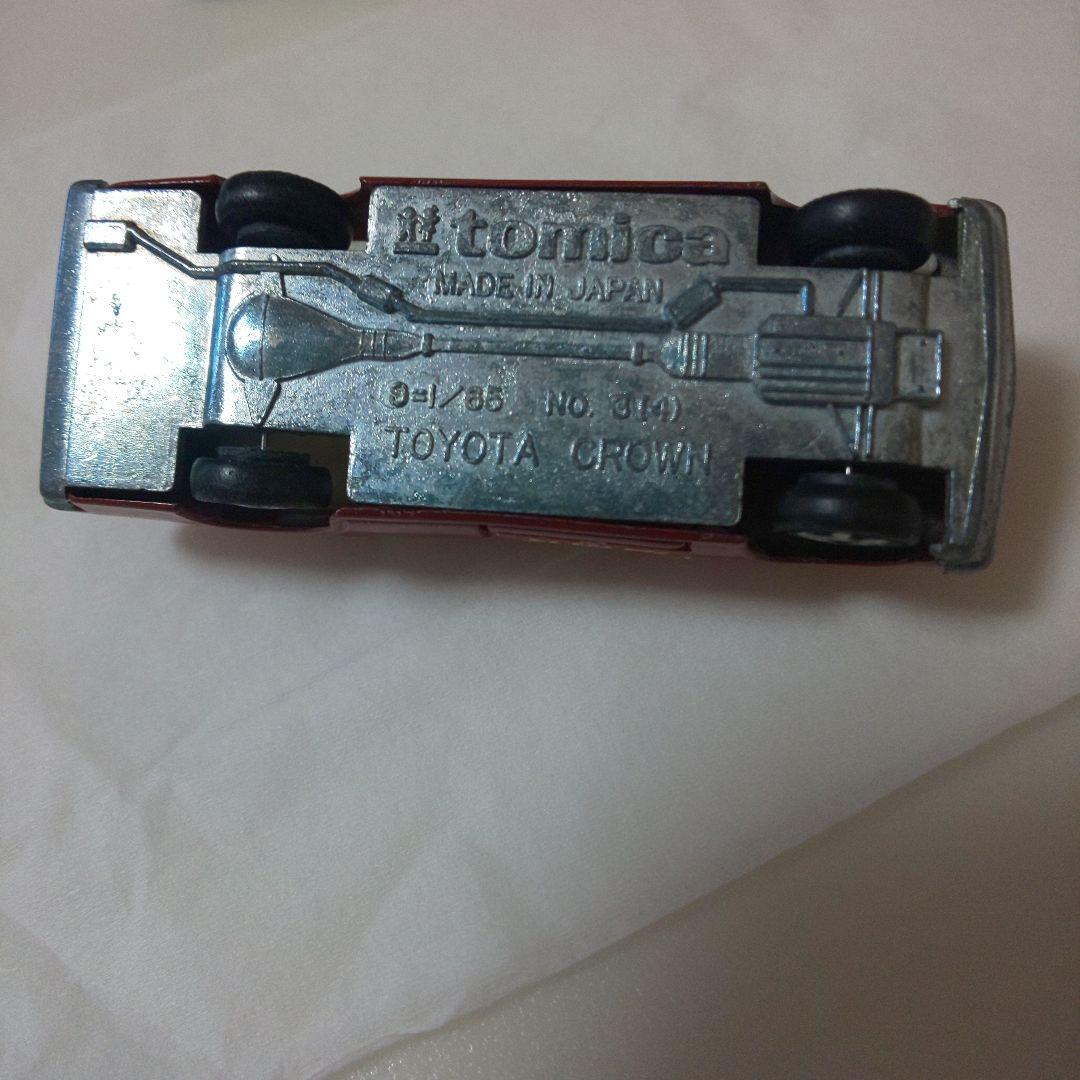 tomica
MADE IN JAPAN
S=1/65 No. 3(4)
TOYOTA CROWN